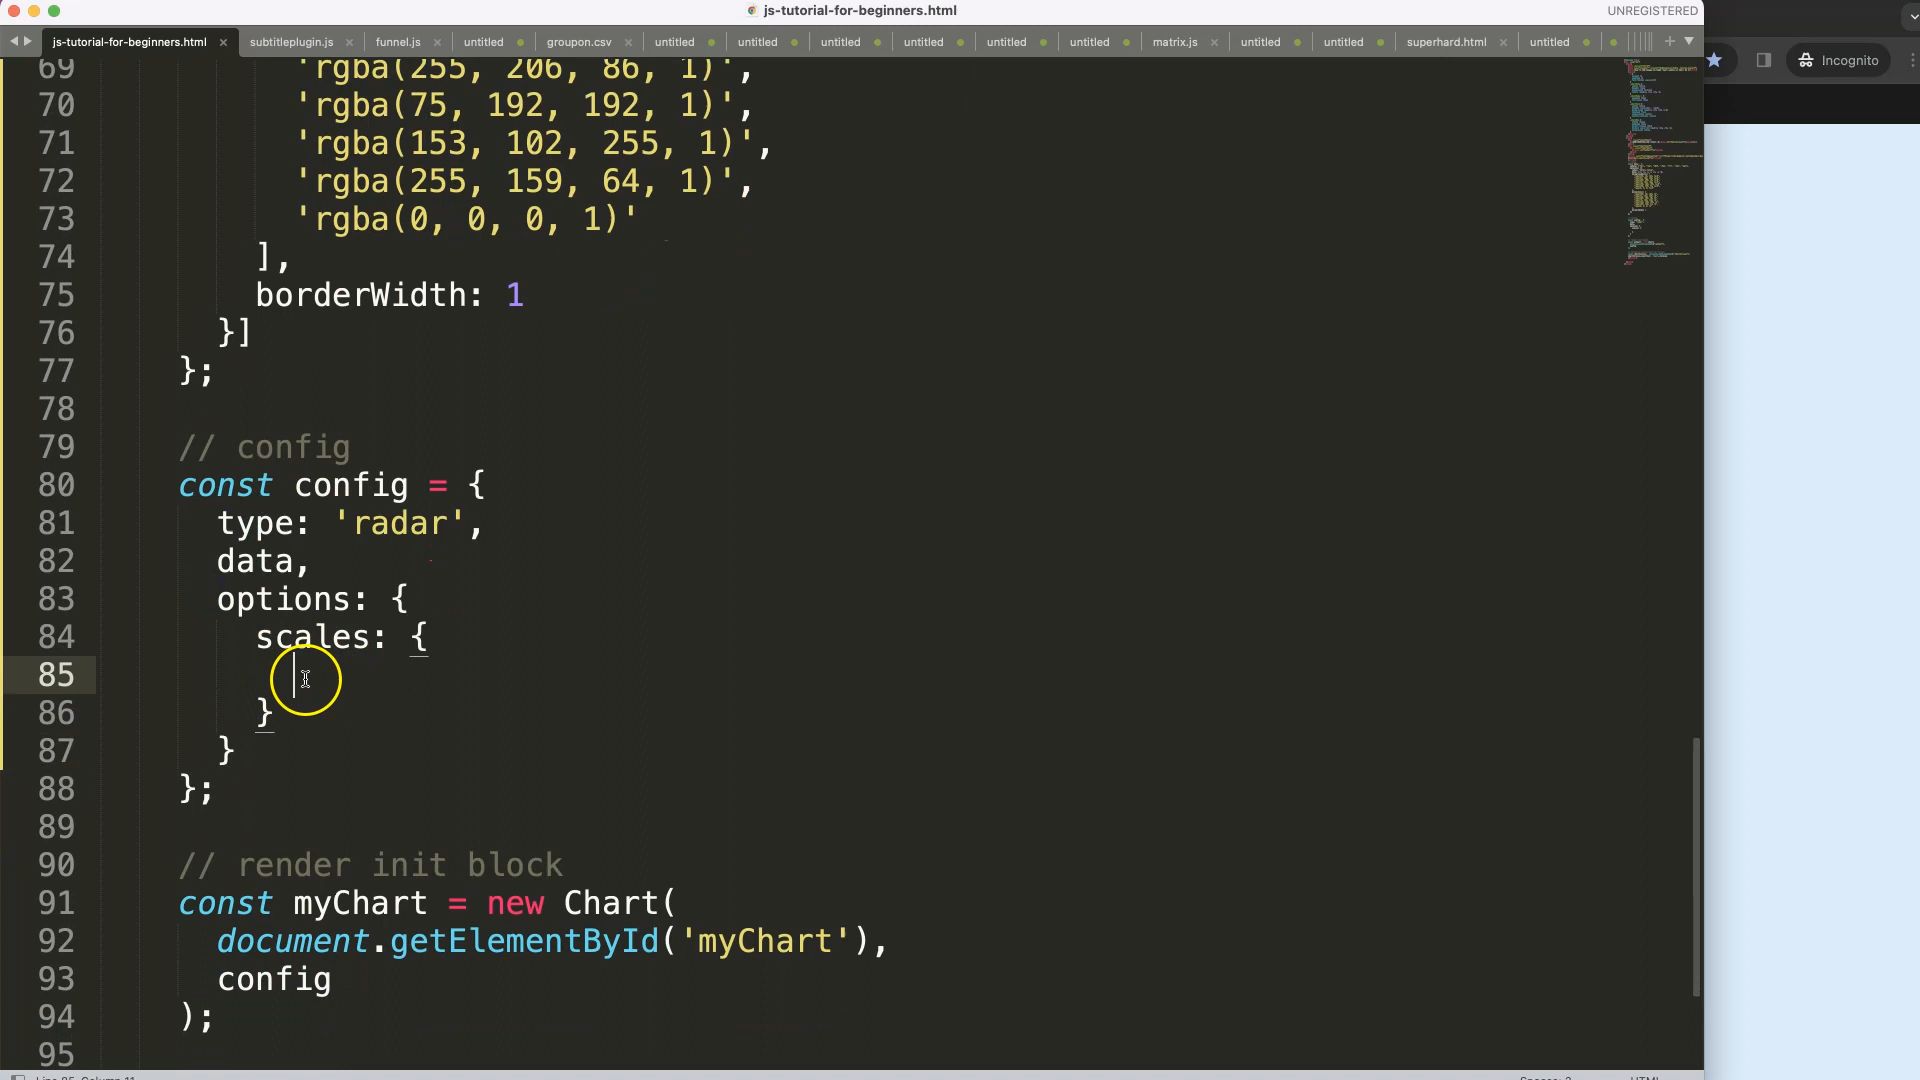 js-tutorial-for-beginners.html
UNREGISTERED
js-tutorial-for-beginners.html subtitleplugin.js funnel.js untitled groupon.csv untitled untitled untitled untitled untitled untitled matrix.js untitled untitled superhard.html untitled
Incognito
69 'rgba(255, 206, 86, 1)',
70 'rgba(75, 192, 192, 1)',
71 'rgba(153, 102, 255, 1)',
72 'rgba(255, 159, 64, 1)',
73 'rgba(0, 0, 0, 1)'
74 ],
75 borderWidth: 1
76 }]
77 };
78
79 // config
80 const config = {
81 type: 'radar',
82 data,
83 options: {
84 scales: {
85
86 }
87 }
88 };
89
90 // render init block
91 const myChart = new Chart(
92 document.getElementById('myChart'),
93 config
94 );
95